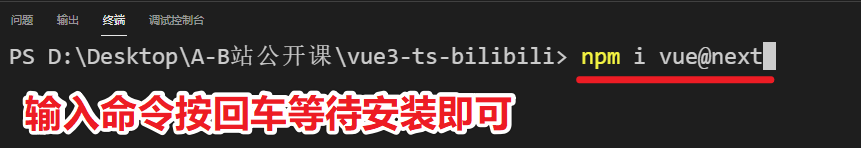 问题 输出 终端 调试控制台
PS D:\Desktop\A-B站公开课\vue3-ts-bilibili> npm i vue@next
输入命令按回车等待安装即可